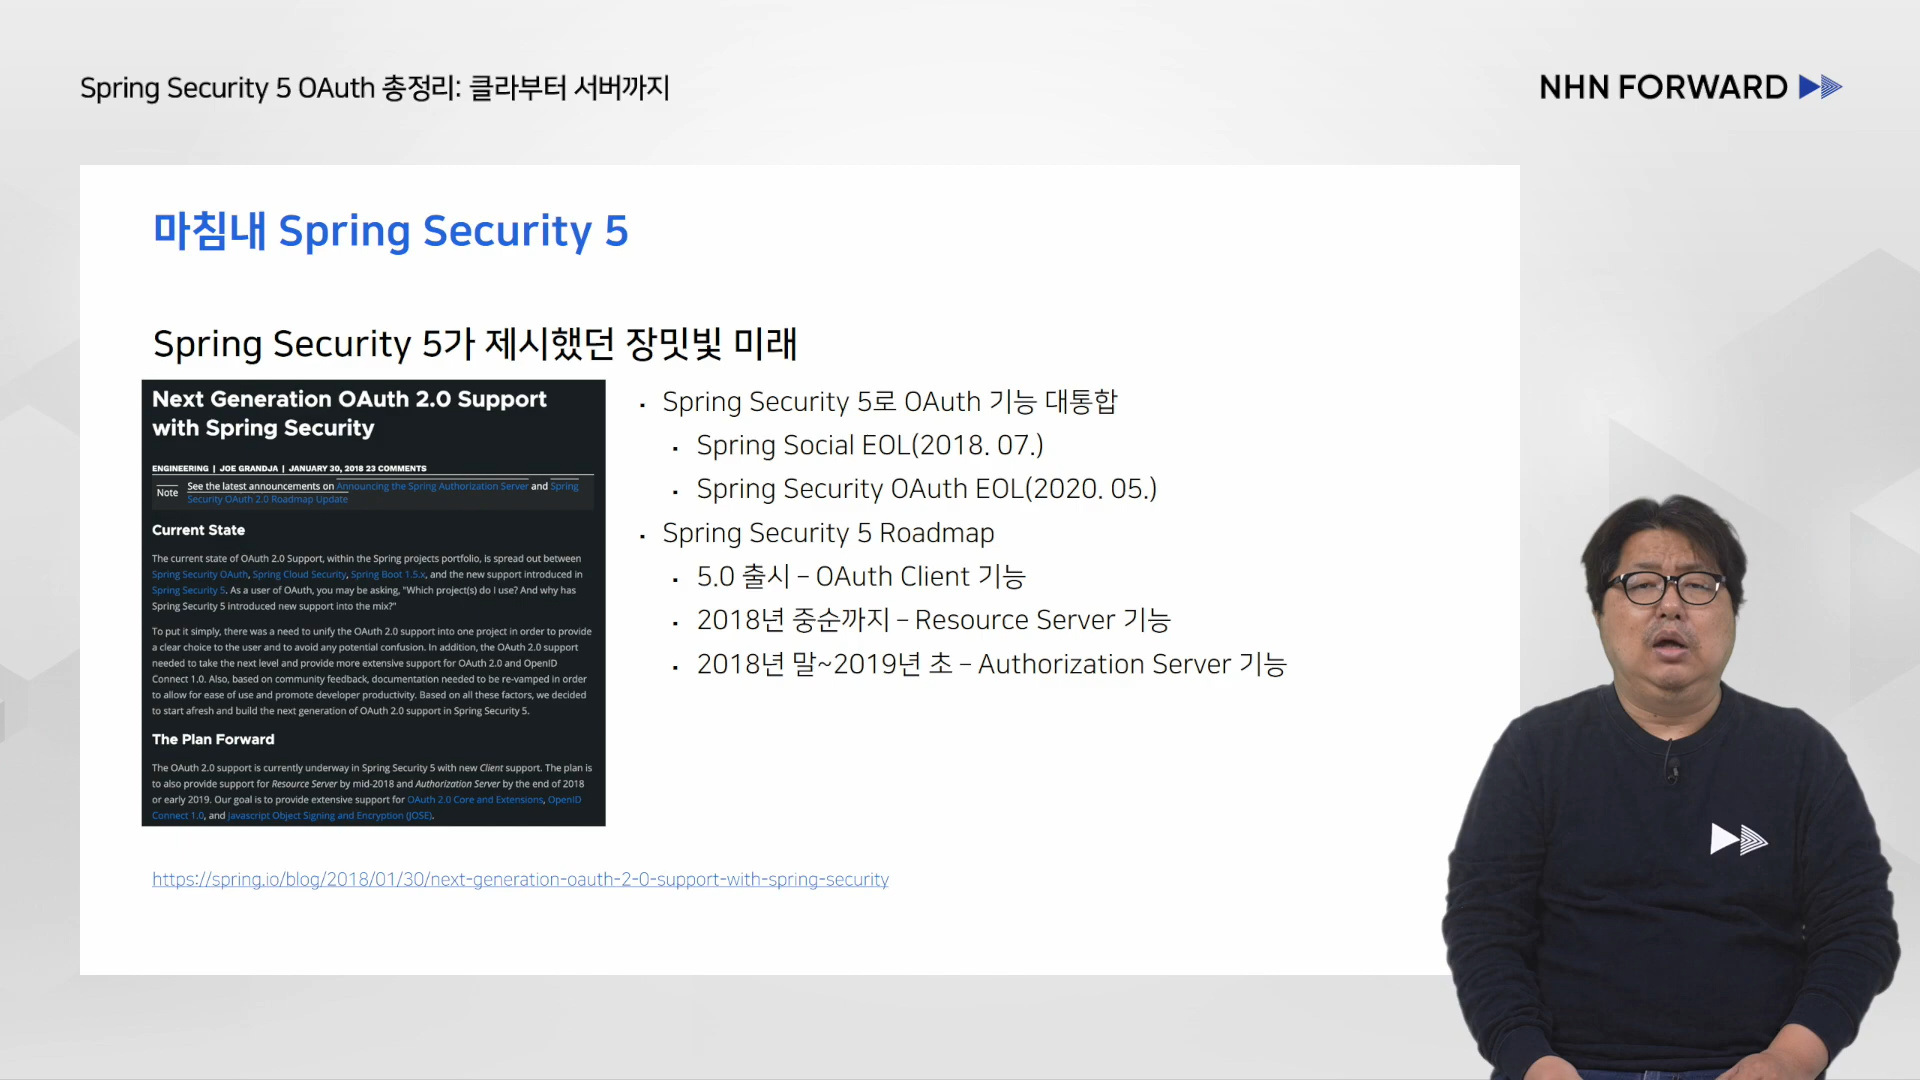 Spring Security 5 OAuth 총정리: 클라부터 서버까지
NHN FORWARD
마침내 Spring Security 5
Spring Security 5가 제시했던 장밋빛 미래
Next Generation OAuth 2.0 Support
with Spring Security
ENGINEERING | JOE GRANDJA | JANUARY 30, 2018 23 COMMENTS
Note
See the latest announcements on Announcing the Spring Authorization Server and Spring
Security OAuth 2.0 Roadmap Update
Current State
The current state of OAuth 2.0 Support, within the Spring projects portfolio, is spread out between
Spring Security OAuth, Spring Cloud Security, Spring Boot 1.5.x, and the new support introduced in
Spring Security 5. As a user of OAuth, you may be asking, "Which project(s) do I use? And why has
Spring Security 5 introduced new support into the mix?"
To put it simply, there was a need to unify the OAuth 2.0 support into one project in order to provide
a clear choice to the user and to avoid any potential confusion. In addition, the OAuth 2.0 support
needed to take the next level and provide more extensive support for OAuth 2.0 and OpenID
Connect 1.0. Also, based on community feedback, documentation needed to be re-vamped in order
to allow for ease of use and promote developer productivity. Based on all these factors, we decided
to start afresh and build the next generation of OAuth 2.0 support in Spring Security 5.
The Plan Forward
The OAuth 2.0 support is currently underway in Spring Security 5 with new Client support. The plan is
to also provide support for Resource Server by mid-2018 and Authorization Server by the end of 2018
or early 2019. Our goal is to provide extensive support for OAuth 2.0 Core and Extensions, OpenID
Connect 1.0, and Javascript Object Signing and Encryption (JOSE).
· Spring Security 5로 OAuth 기능 대통합
· Spring Social EOL(2018. 07.)
· Spring Security OAuth EOL(2020. 05.)
· Spring Security 5 Roadmap
· 5.0 출시 – OAuth Client 기능
· 2018년 중순까지 – Resource Server 기능
· 2018년 말~2019년 초 – Authorization Server 기능
https://spring.io/blog/2018/01/30/next-generation-oauth-2-0-support-with-spring-security